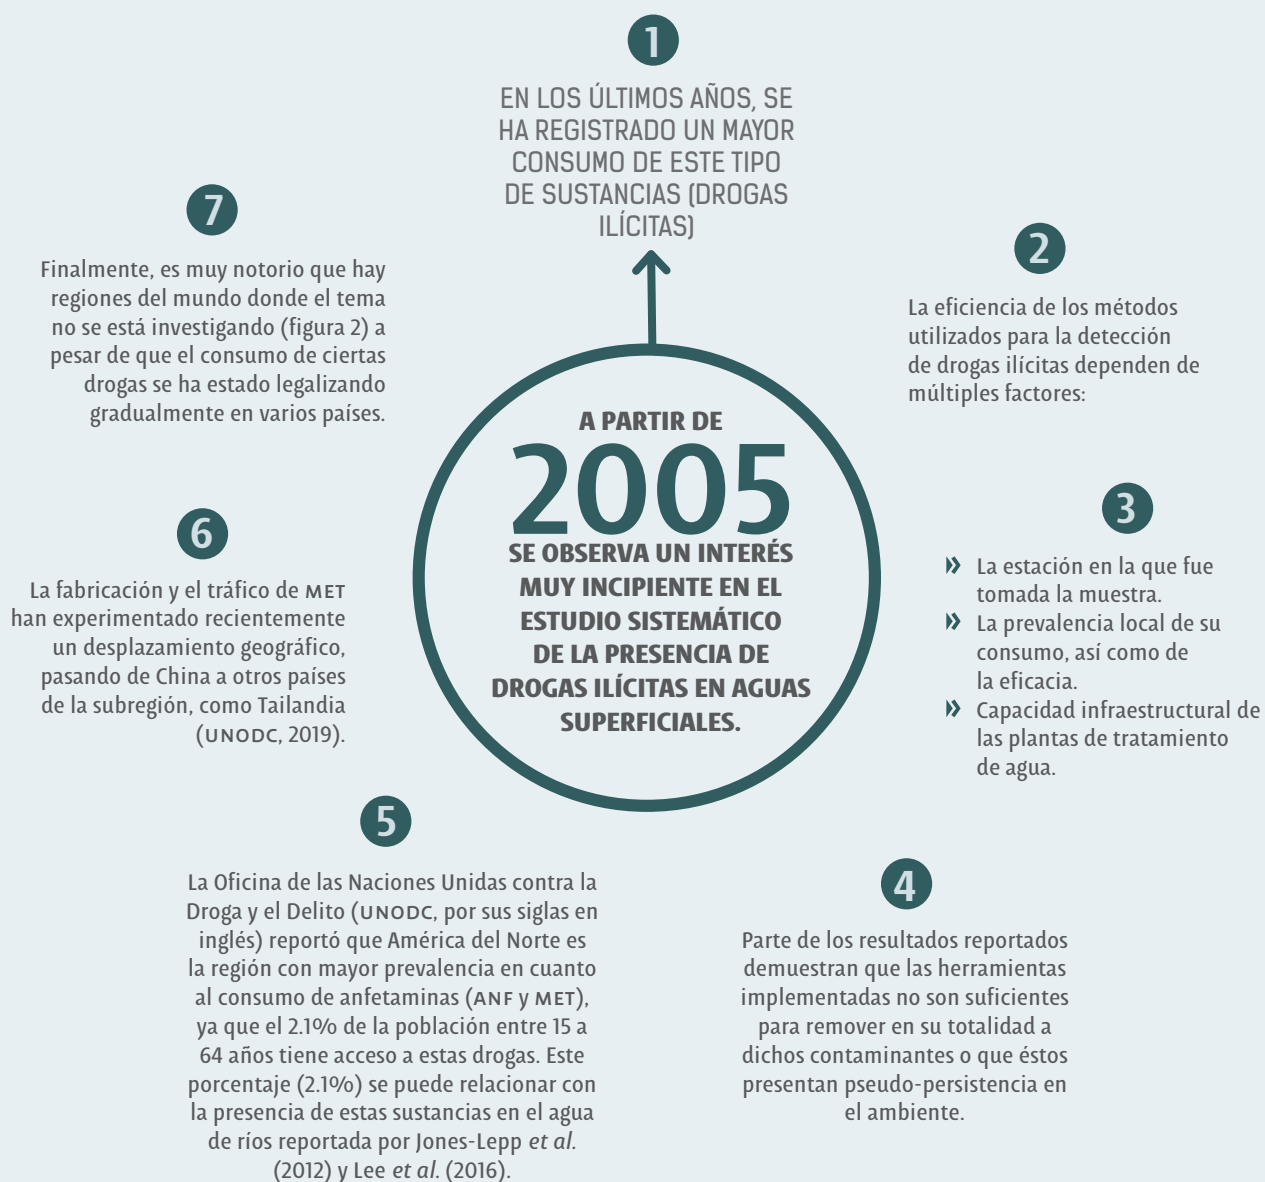 1
EN LOS ÚLTIMOS AÑOS, SE
HA REGISTRADO UN MAYOR
CONSUMO DE ESTE TIPO
DE SUSTANCIAS (DROGAS
ILÍCITAS)
A PARTIR DE
2005
SE OBSERVA UN INTERÉS
MUY INCIPIENTE EN EL
ESTUDIO SISTEMÁTICO
DE LA PRESENCIA DE
DROGAS ILÍCITAS EN AGUAS
SUPERFICIALES.
2
La eficiencia de los métodos
utilizados para la detección
de drogas ilícitas dependen de
múltiples factores:
3
» La estación en la que fue
tomada la muestra.
» La prevalencia local de su
consumo, así como de
la eficacia.
» Capacidad infraestructural de
las plantas de tratamiento
de agua.
4
Parte de los resultados reportados
demuestran que las herramientas
implementadas no son suficientes
para remover en su totalidad a
dichos contaminantes o que éstos
presentan pseudo-persistencia en
el ambiente.
5
La Oficina de las Naciones Unidas contra la
Droga y el Delito (UNODC, por sus siglas en
inglés) reportó que América del Norte es
la región con mayor prevalencia en cuanto
al consumo de anfetaminas (ANF y MET),
ya que el 2.1% de la población entre 15 a
64 años tiene acceso a estas drogas. Este
porcentaje (2.1%) se puede relacionar con
la presencia de estas sustancias en el agua
de ríos reportada por Jones-Lepp et al.
(2012) y Lee et al. (2016).
6
La fabricación y el tráfico de MET
han experimentado recientemente
un desplazamiento geográfico,
pasando de China a otros países
de la subregión, como Tailandia
(UNODC, 2019).
7
Finalmente, es muy notorio que hay
regiones del mundo donde el tema
no se está investigando (figura 2) a
pesar de que el consumo de ciertas
drogas se ha estado legalizando
gradualmente en varios países.